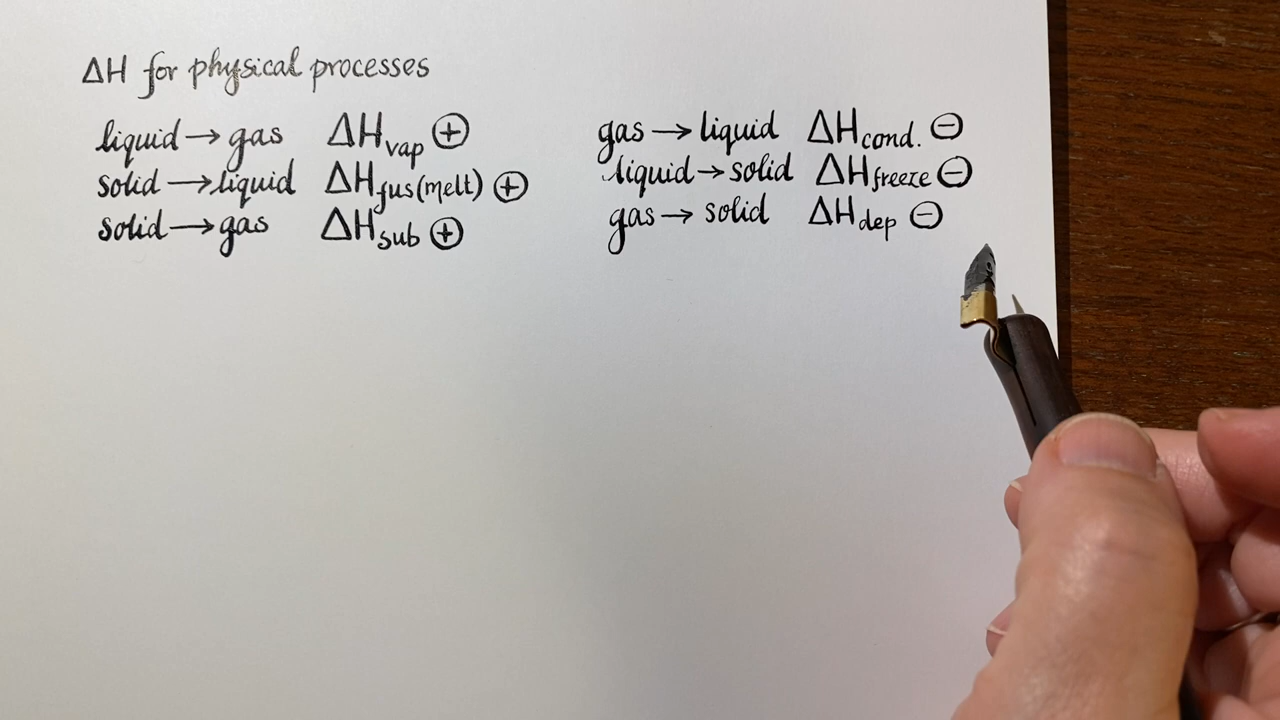 ΔH for physical processes
liquid → gas ΔHvap ⊕
solid → liquid ΔHfus(melt) ⊕
solid → gas ΔHsub ⊕
gas → liquid ΔHcond. ⊖
liquid → solid ΔHfreeze ⊖
gas → solid ΔHdep ⊖